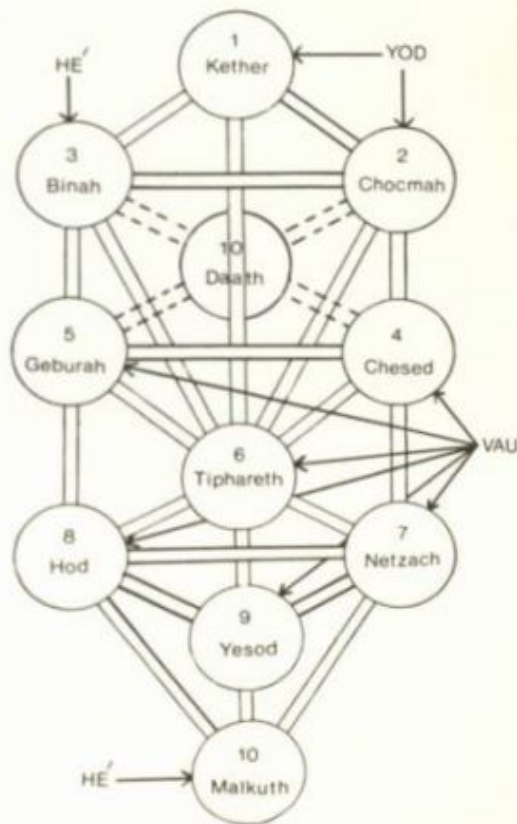 1
Kether
HE´
YOD
3
Binah
2
Chocmah
10
Daath
5
Geburah
4
Chesed
VAU
6
Tiphareth
8
Hod
7
Netzach
9
Yesod
10
Malkuth
HE´